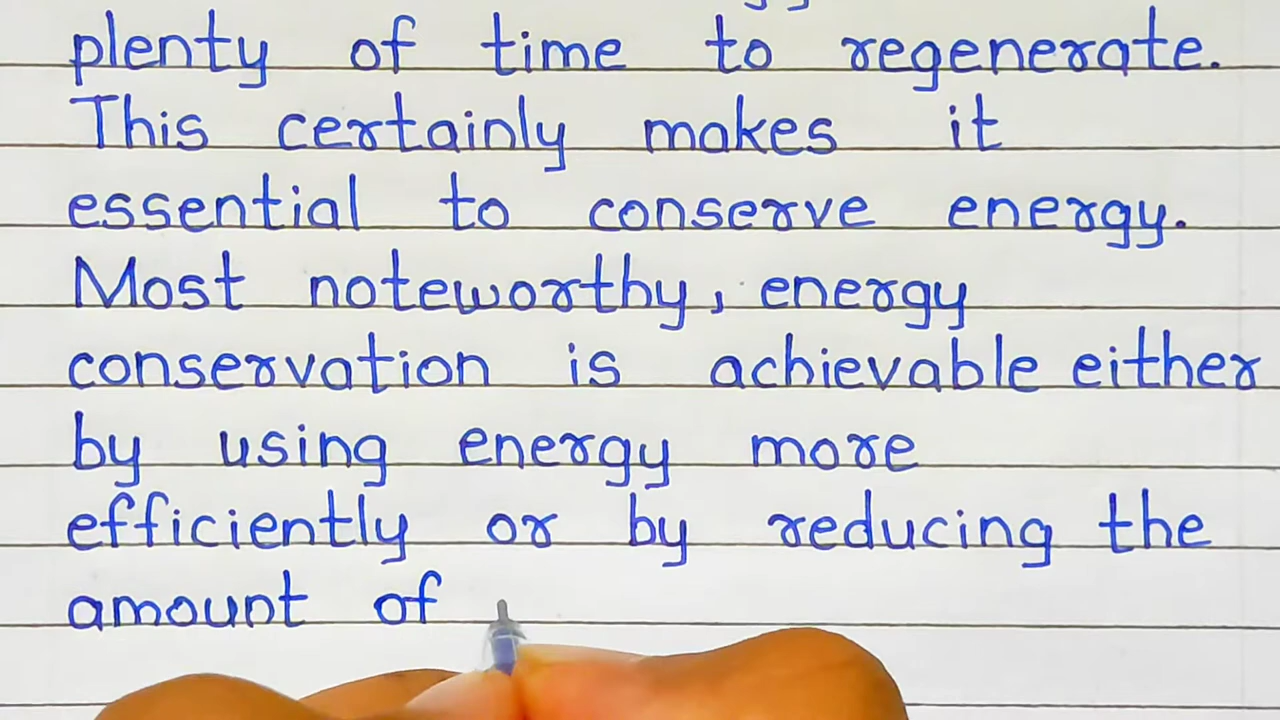 plenty of time to regenerate.
This certainly makes it
essential to conserve energy.
Most noteworthy, energy
conservation is achievable either
by using energy more
efficiently or by reducing the
amount of